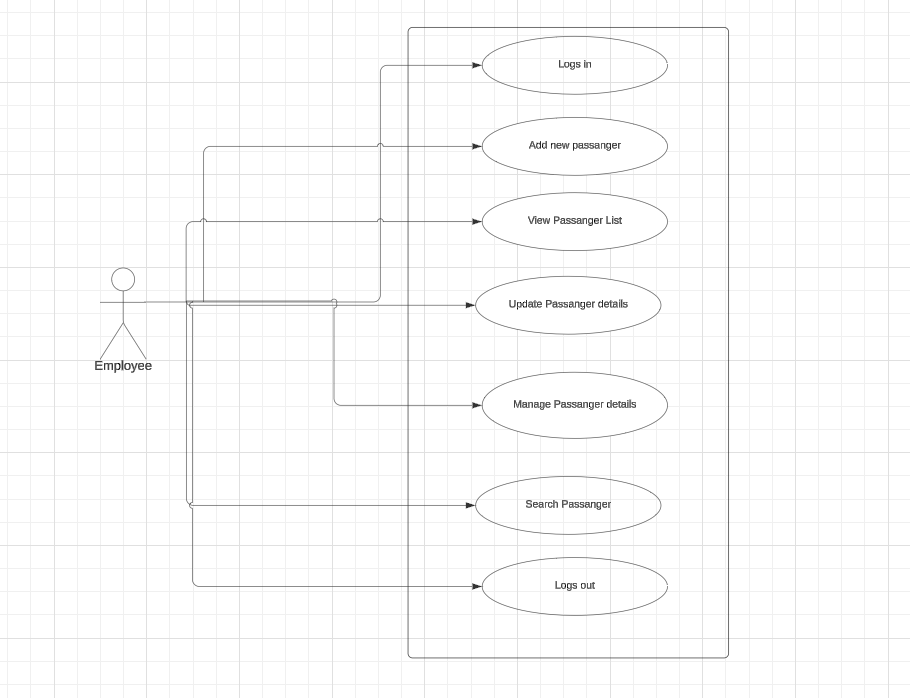 Logs in
Add new passanger
View Passanger List
Update Passanger details
Employee
Manage Passanger details
Search Passanger
Logs out